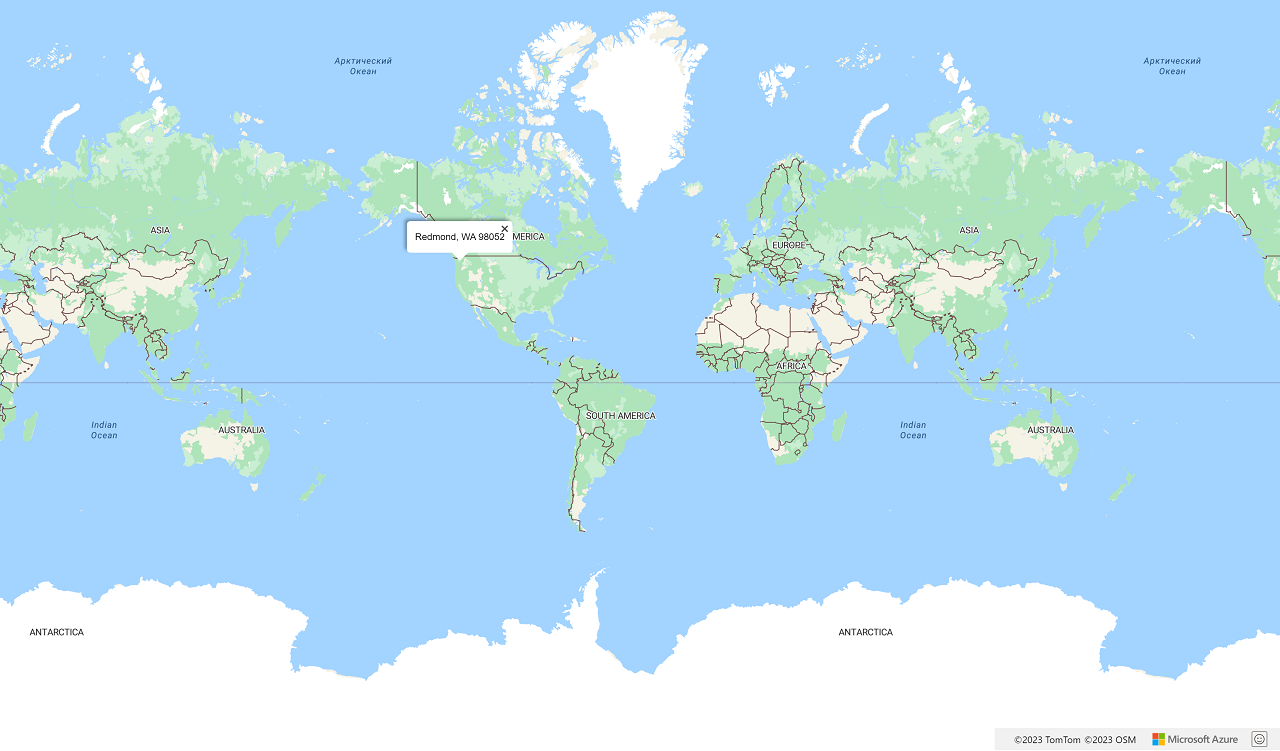 Арктический
Океан
Арктический
Океан
ASIA
ASIA
Redmond, WA 98052
×
MERICA
EUROPE
AFRICA
SOUTH AMERICA
Indian
Ocean
Indian
Ocean
AUSTRALIA
AUSTRALIA
ANTARCTICA
ANTARCTICA
©2023 TomTom ©2023 OSM
Microsoft Azure